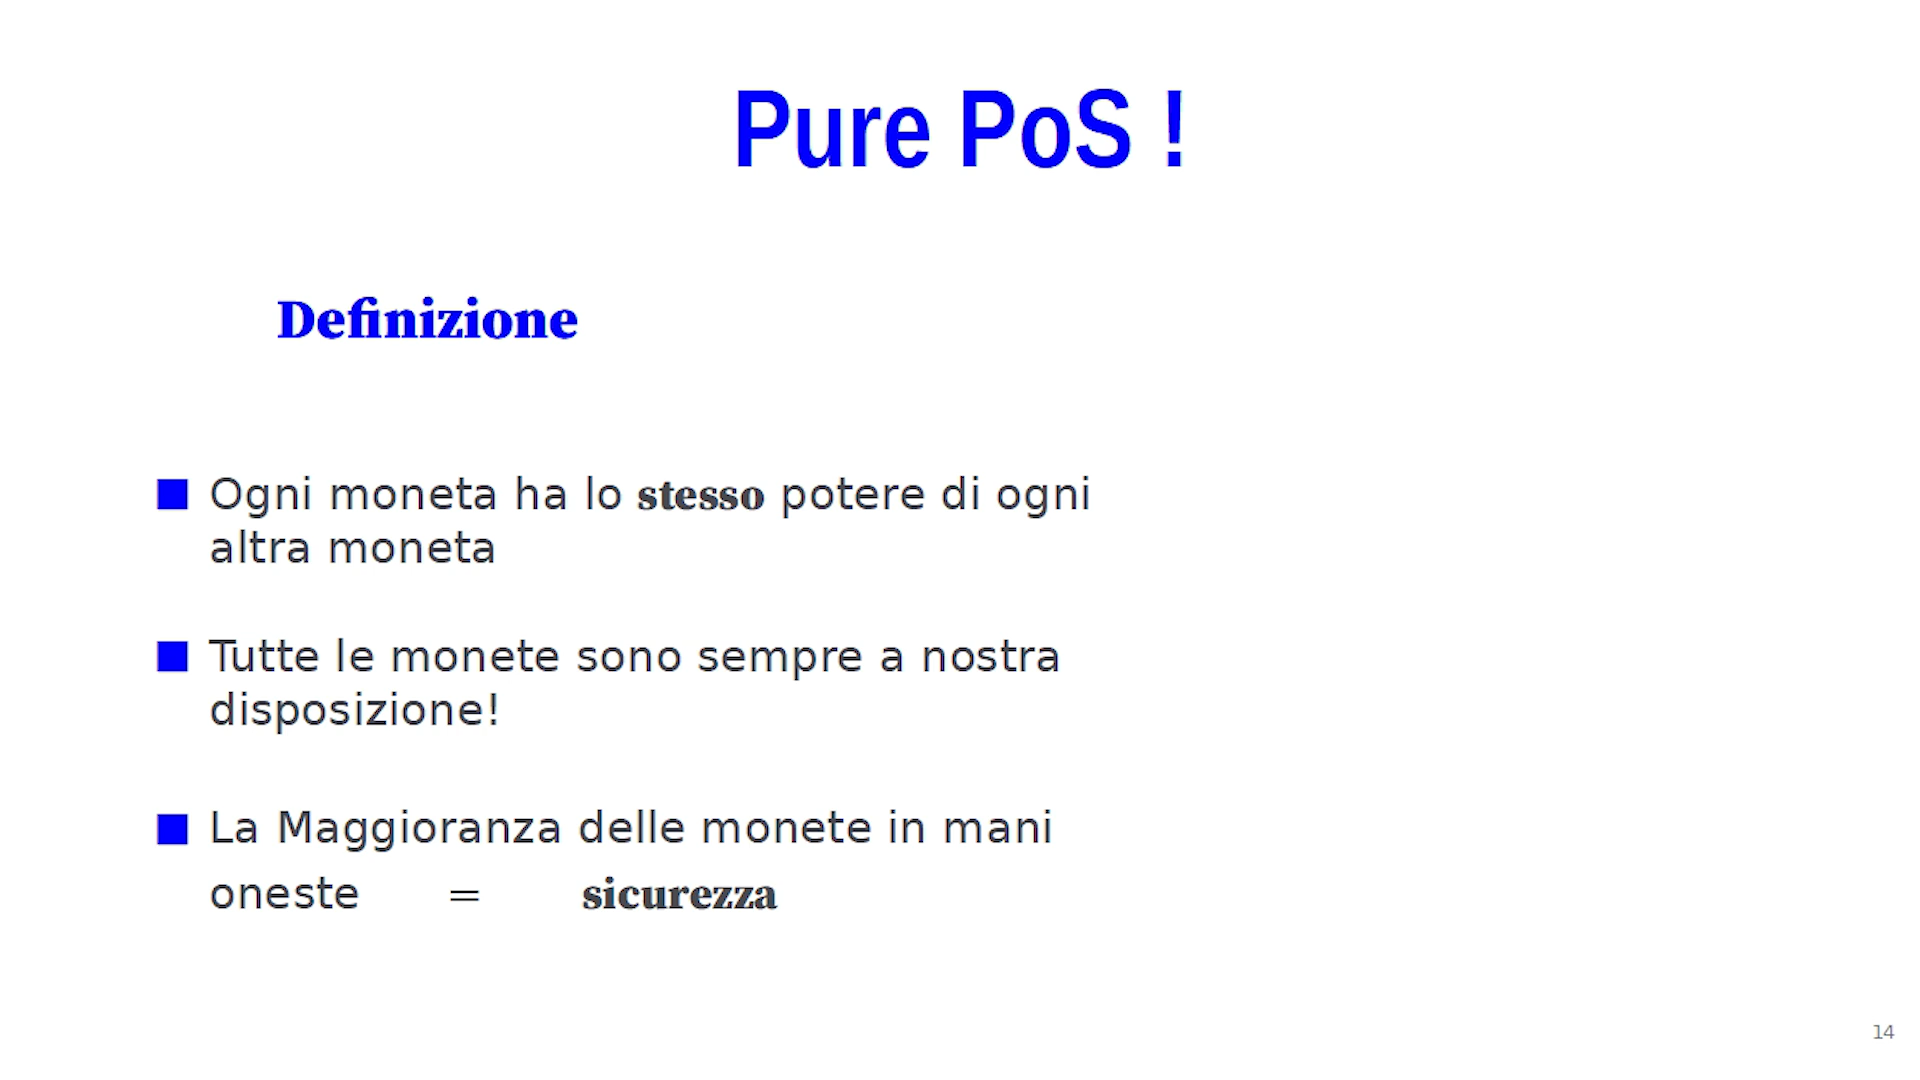 Pure PoS !
Definizione
Ogni moneta ha lo stesso potere di ogni
altra moneta
Tutte le monete sono sempre a nostra
disposizione!
La Maggioranza delle monete in mani
oneste = sicurezza
14